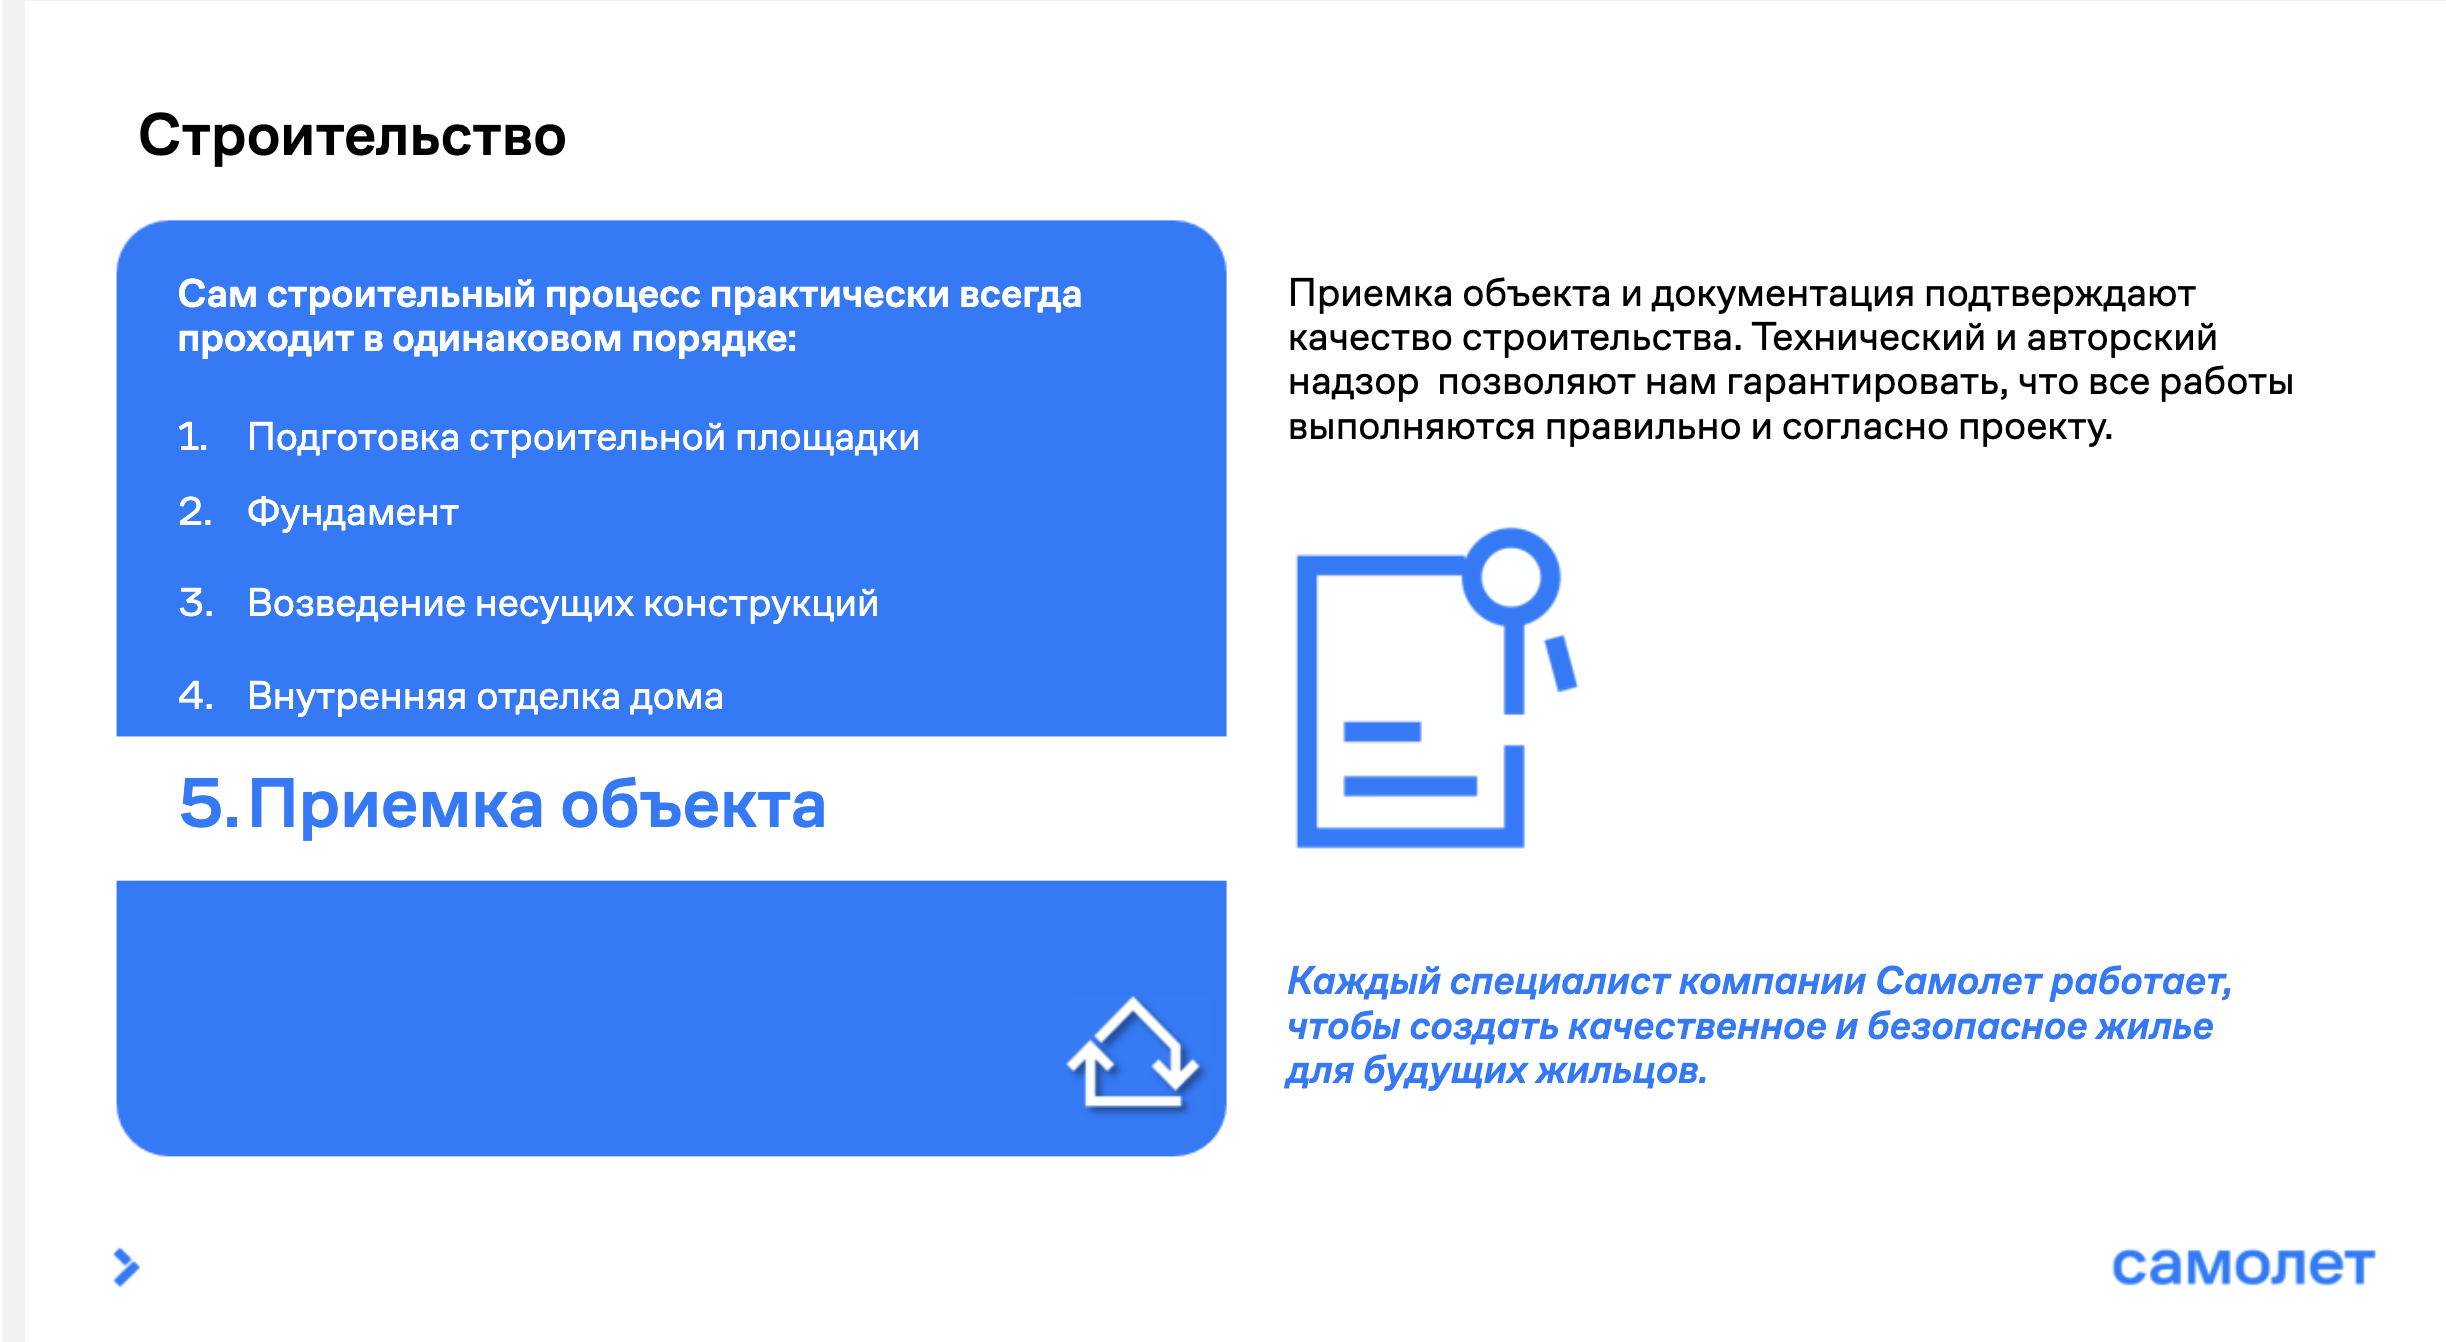 Строительство
Сам строительный процесс практически всегда
проходит в одинаковом порядке:
1. Подготовка строительной площадки
2. Фундамент
3. Возведение несущих конструкций
4. Внутренняя отделка дома
5. Приемка объекта
Приемка объекта и документация подтверждают
качество строительства. Технический и авторский
надзор  позволяют нам гарантировать, что все работы
выполняются правильно и согласно проекту.
Каждый специалист компании Самолет работает,
чтобы создать качественное и безопасное жилье
для будущих жильцов.
самолет